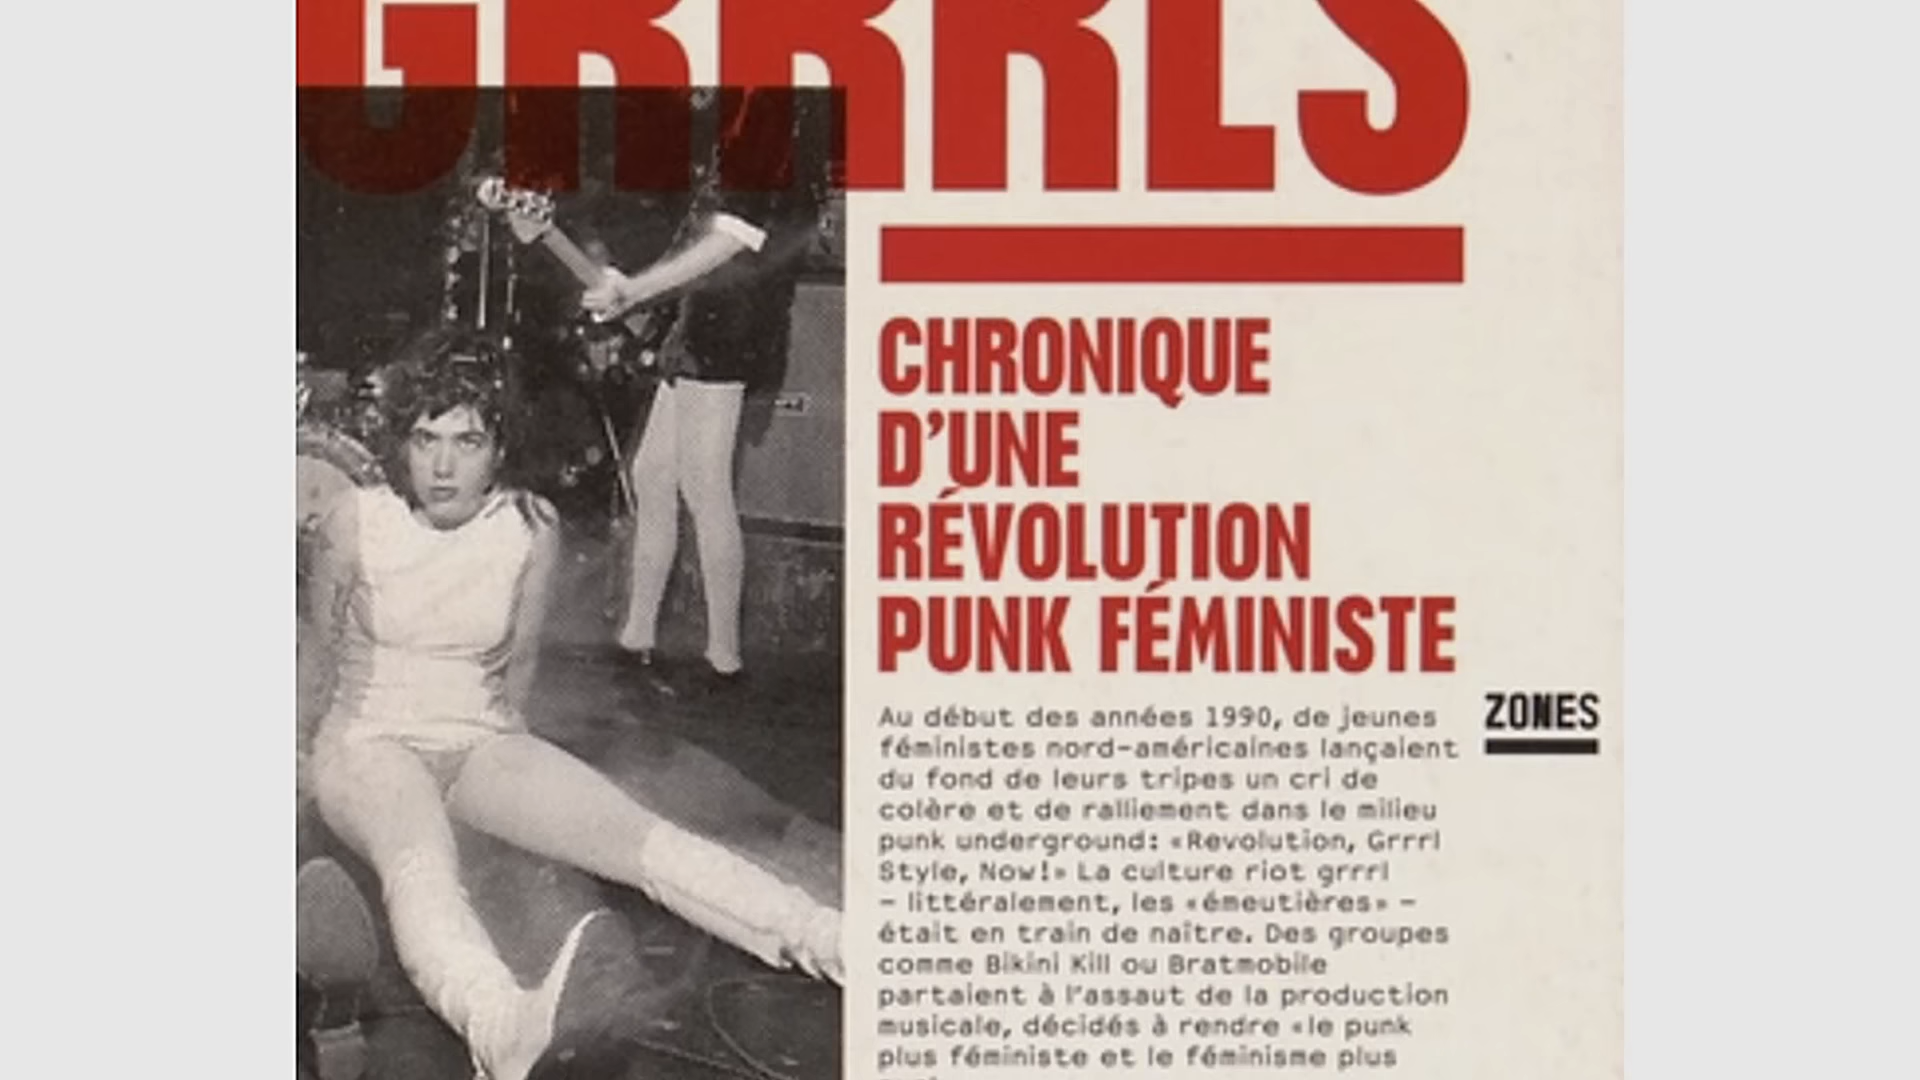 GRRRLS
CHRONIQUE
D'UNE
RÉVOLUTION
PUNK FÉMINISTE
ZONES
Au début des années 1990, de jeunes
féministes nord-américaines lançaient
du fond de leurs tripes un cri de
colère et de ralliement dans le milieu
punk underground: «Revolution, Grrrl
Style, Now!» La culture riot grrrl
– littéralement, les «émeutières» –
était en train de naître. Des groupes
comme Bikini Kill ou Bratmobile
partaient à l'assaut de la production
musicale, décidés à rendre «le punk
plus féministe et le féminisme plus